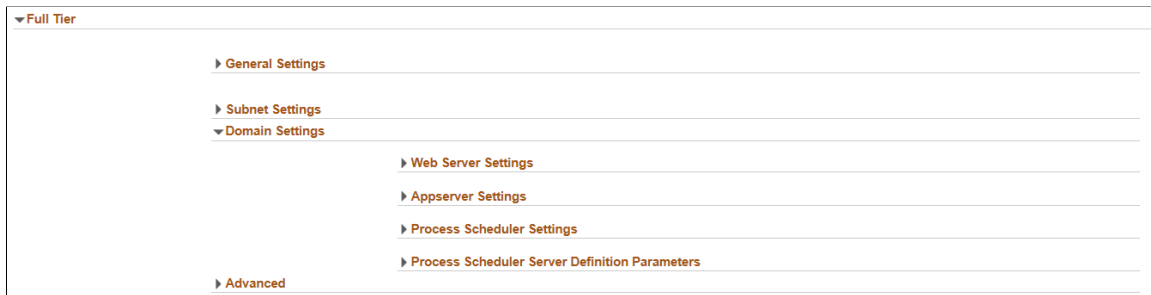 Full Tier
General Settings
Subnet Settings
Domain Settings
Web Server Settings
Appserver Settings
Process Scheduler Settings
Process Scheduler Server Definition Parameters
Advanced